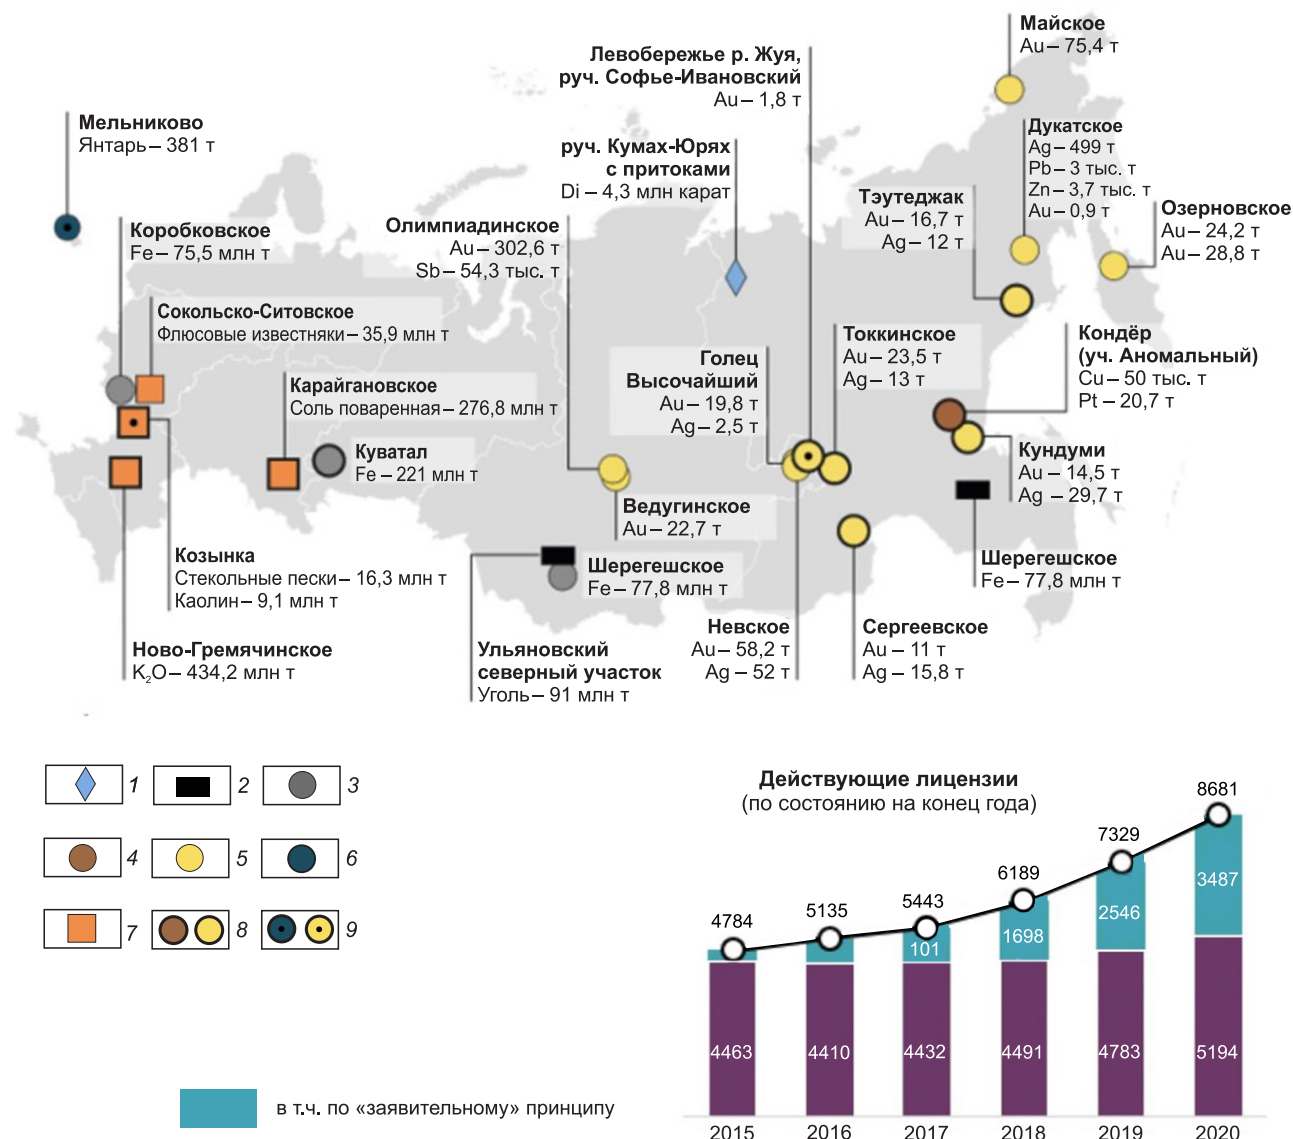 Майское
Au – 75,4 т
Левобережье р. Жуя,
руч. Софье-Ивановский
Au – 1,8 т
Мельниково
Янтарь – 381 т
руч. Кумах-Юрях
с притоками
Di – 4,3 млн карат
Дукатское
Ag – 499 т
Pb – 3 тыс. т
Zn – 3,7 тыс. т
Au – 0,9 т
Тэутеджак
Au – 16,7 т
Ag – 12 т
Озерновское
Au – 24,2 т
Au – 28,8 т
Коробковское
Fe – 75,5 млн т
Олимпиадинское
Au – 302,6 т
Sb – 54,3 тыс. т
Сокольско-Ситовское
Флюсовые известняки – 35,9 млн т
Голец
Высочайший
Au – 19,8 т
Ag – 2,5 т
Токкинское
Au – 23,5 т
Ag – 13 т
Кондёр
(уч. Аномальный)
Cu – 50 тыс. т
Pt – 20,7 т
Карайгановское
Соль поваренная – 276,8 млн т
Куватал
Fe – 221 млн т
Кундуми
Au – 14,5 т
Ag – 29,7 т
Ведугинское
Au – 22,7 т
Козынка
Стекольные пески – 16,3 млн т
Каолин – 9,1 млн т
Шерегешское
Fe – 77,8 млн т
Шерегешское
Fe – 77,8 млн т
Ново-Гремячинское
K₂O – 434,2 млн т
Ульяновский
северный участок
Уголь – 91 млн т
Невское
Au – 58,2 т
Ag – 52 т
Сергеевское
Au – 11 т
Ag – 15,8 т
1 2 3
4 5 6
7 8 9
Действующие лицензии
(по состоянию на конец года)
4784 5135 5443 6189 7329 8681
101 1698 2546 3487
4463 4410 4432 4491 4783 5194
2015 2016 2017 2018 2019 2020
в т.ч. по «заявительному» принципу